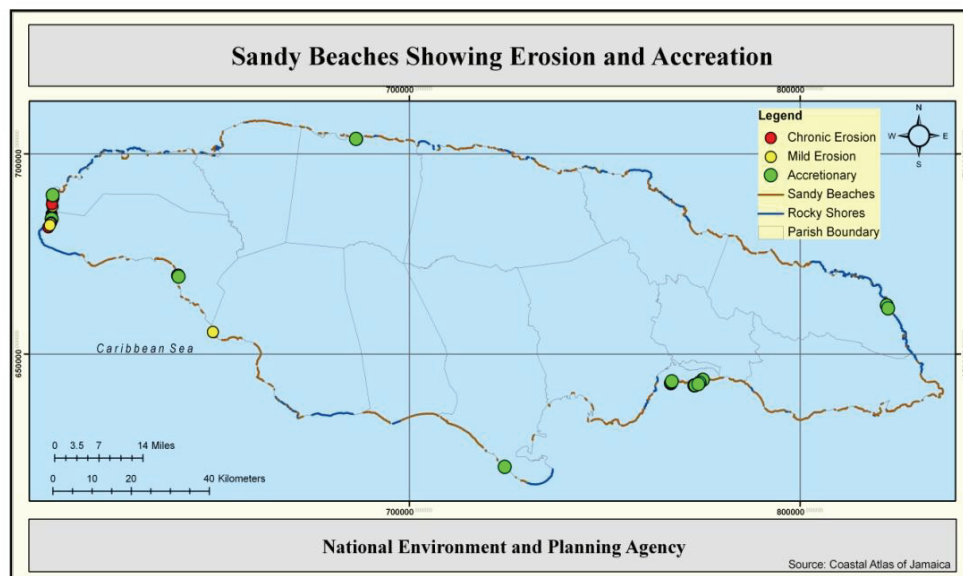 Sandy Beaches Showing Erosion and Accreation
700000
800000
Legend
Chronic Erosion
Mild Erosion
Accretionary
Sandy Beaches
Rocky Shores
Parish Boundary
N
W
E
S
700000
650000
Caribbean Sea
0 3.5 7 14 Miles
0 10 20 40 Kilometers
700000
800000
National Environment and Planning Agency
Source: Coastal Atlas of Jamaica